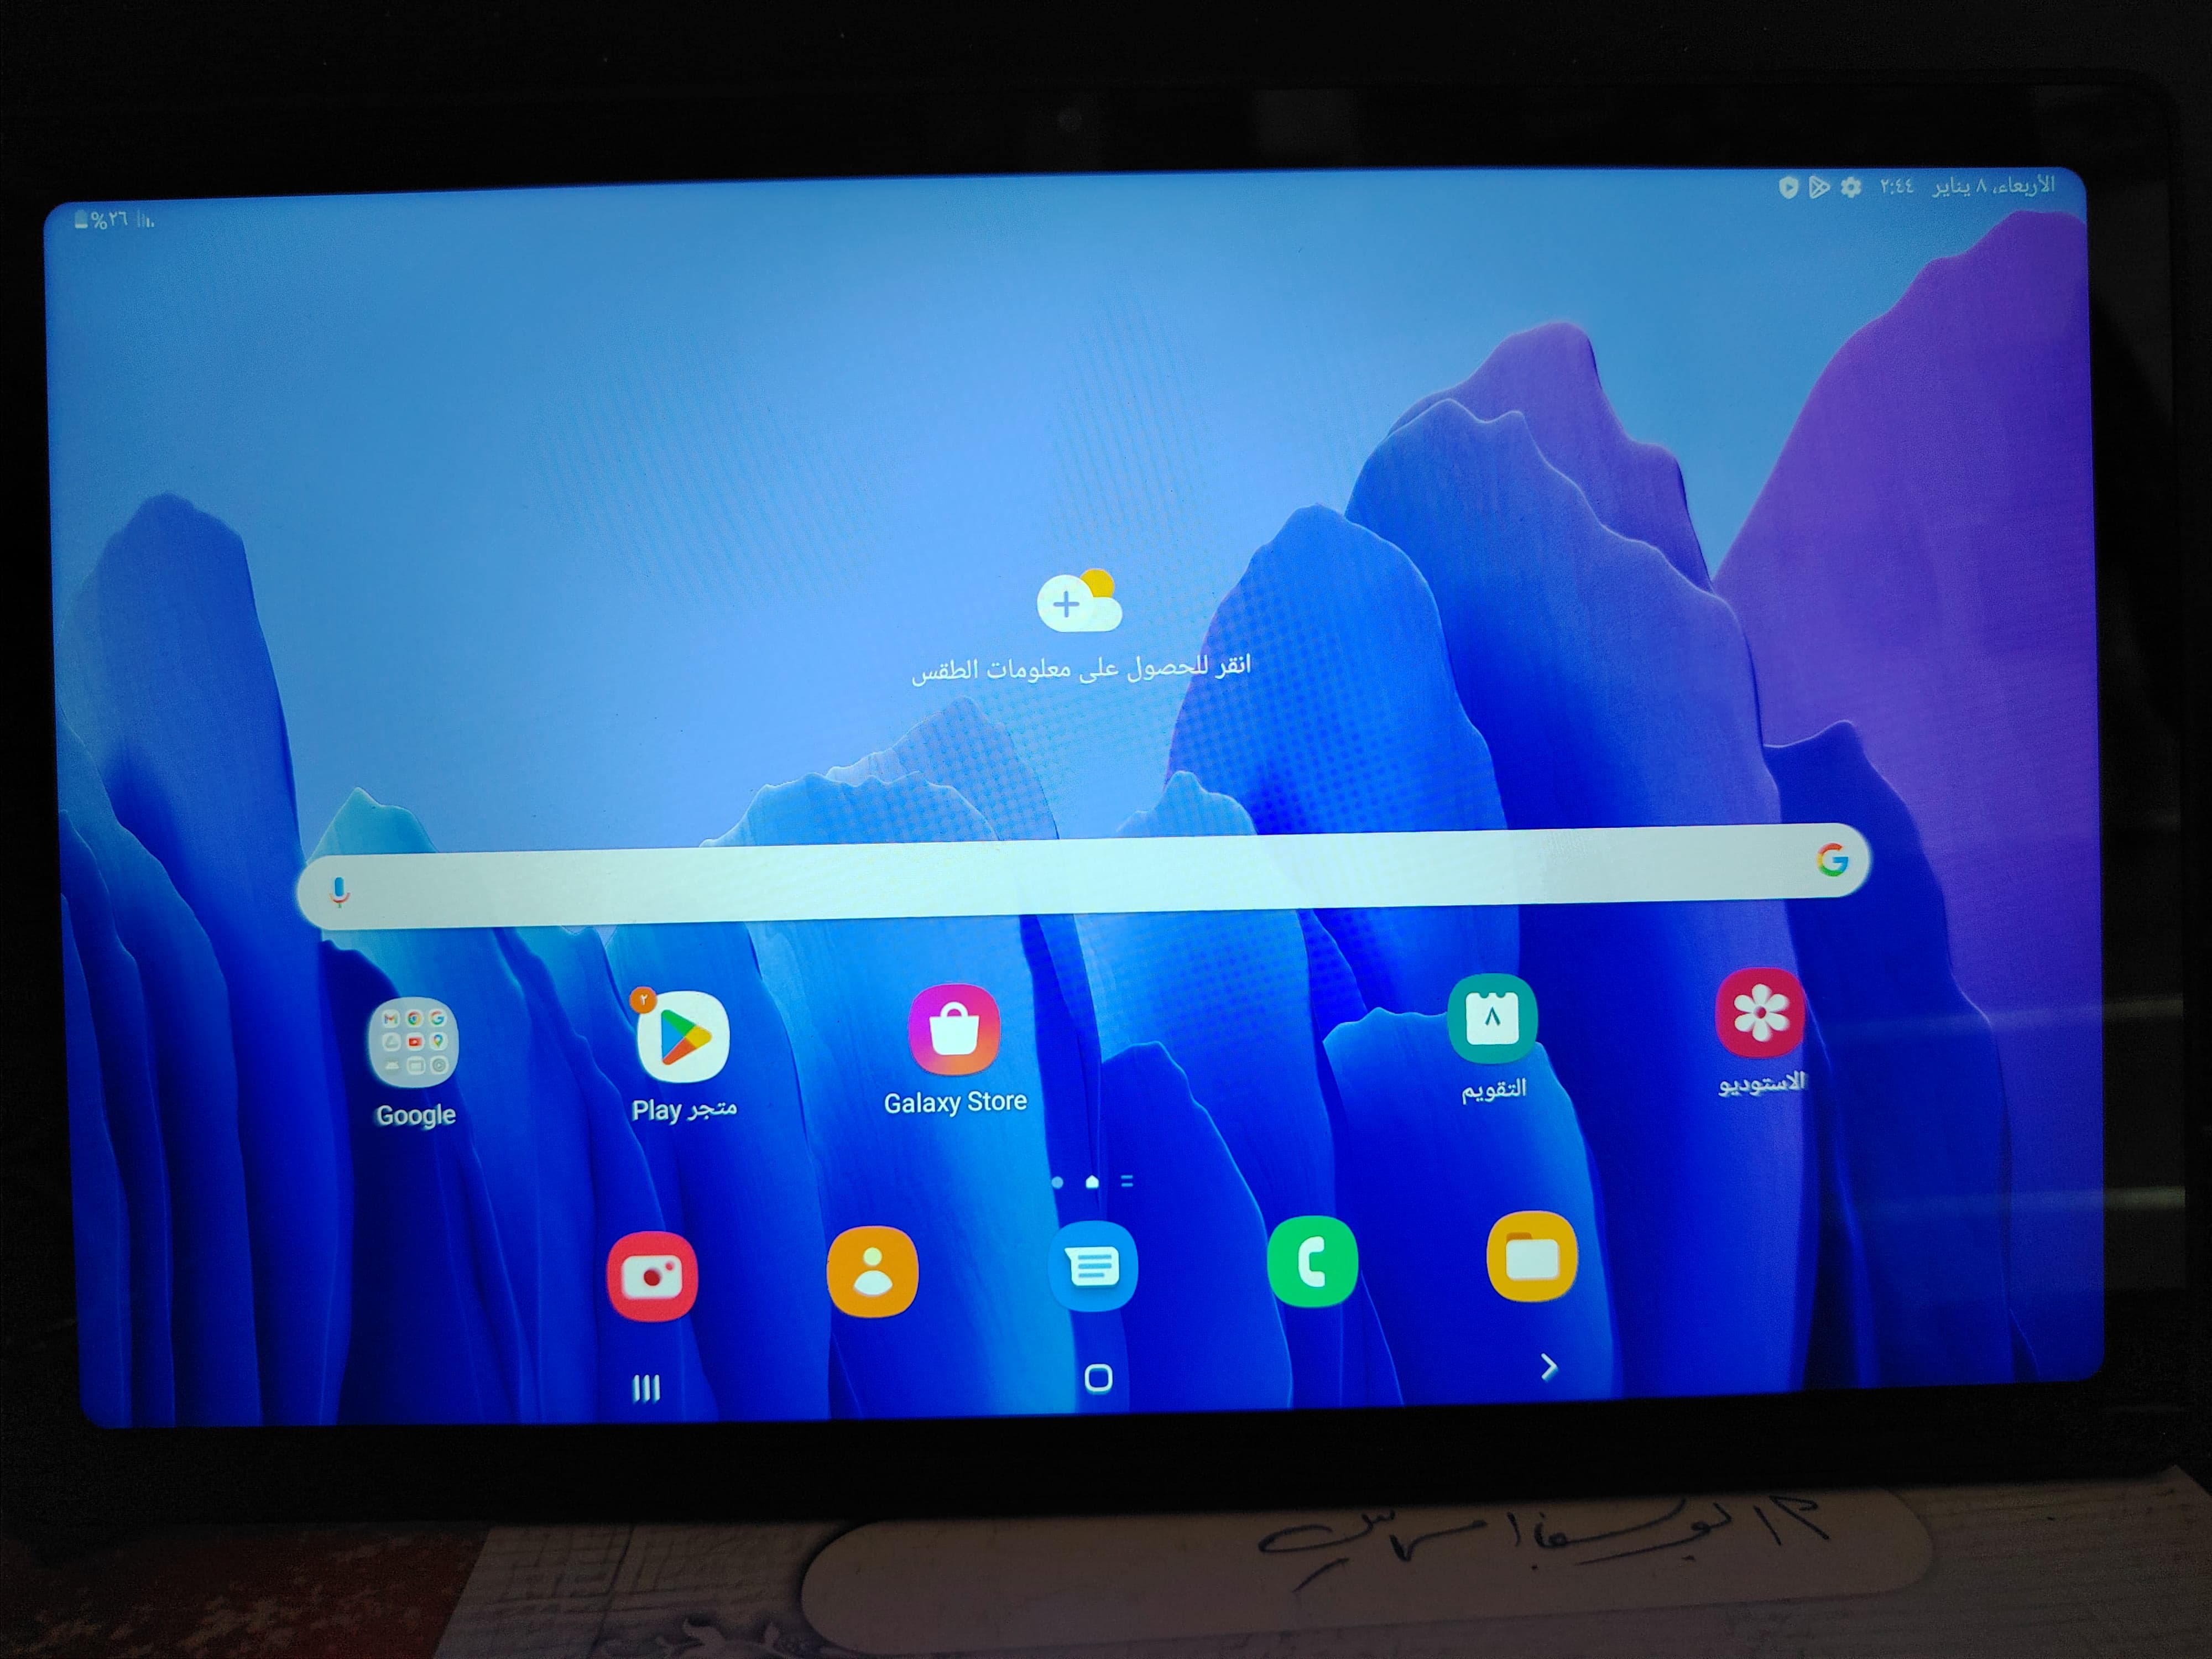 الأربعاء، ٨ يناير ٢:٤٤
%٢٦
انقر للحصول على معلومات الطقس
G
٨
٢
الاستوديو
التقويم
Galaxy Store
متجر Play
Google